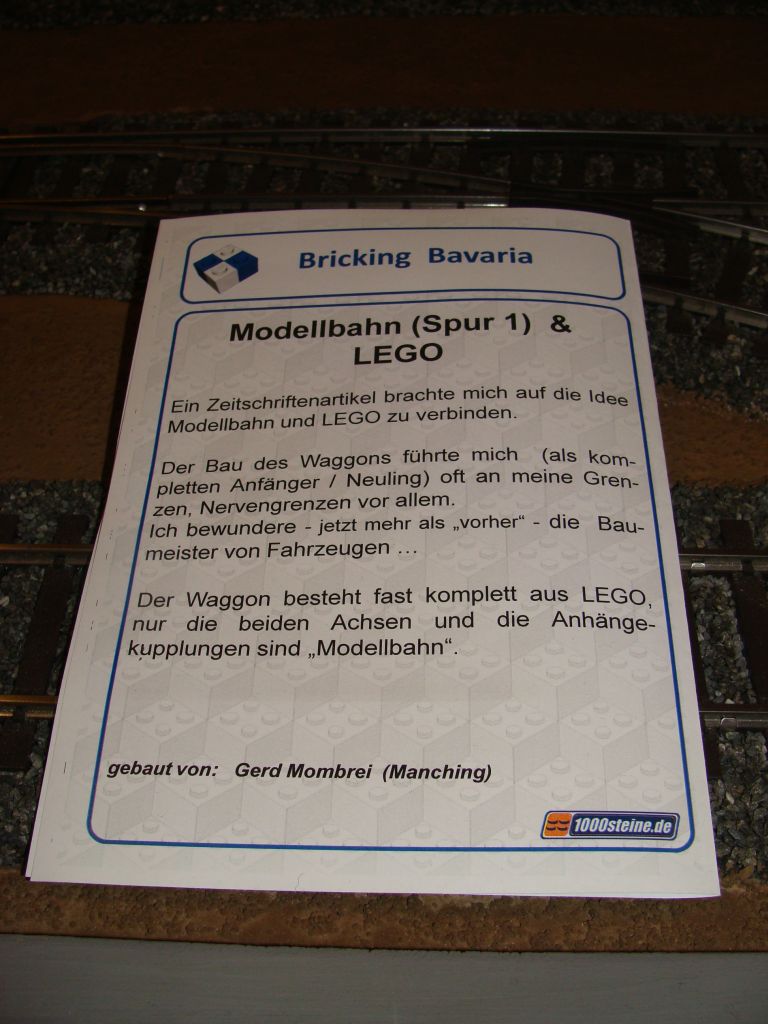 Bricking Bavaria
Modellbahn (Spur 1) &
LEGO
Ein Zeitschriftenartikel brachte mich auf die Idee
Modellbahn und LEGO zu verbinden.
Der Bau des Waggons führte mich (als kom-
pletten Anfänger / Neuling) oft an meine Gren-
zen, Nervengrenzen vor allem.
Ich bewundere - jetzt mehr als „vorher“ - die Bau-
meister von Fahrzeugen …
Der Waggon besteht fast komplett aus LEGO,
nur die beiden Achsen und die Anhänge-
kupplungen sind „Modellbahn“.
gebaut von: Gerd Mombrei (Manching)
1000steine.de